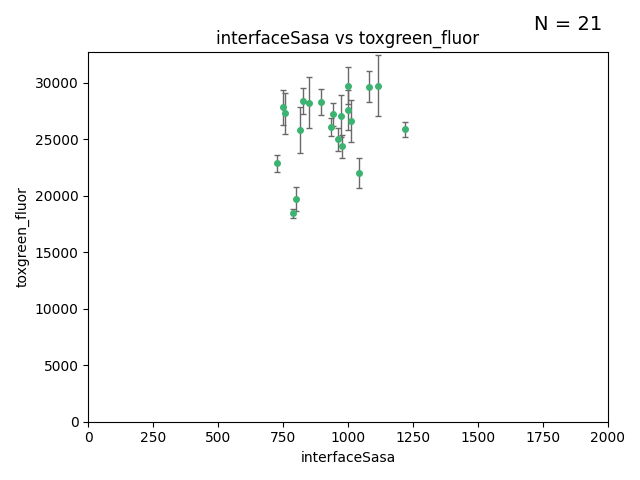 N = 21
interfaceSasa vs toxgreen_fluor
30000
25000
20000
15000
10000
5000
0
toxgreen_fluor
0 250 500 750 1000 1250 1500 1750 2000
interfaceSasa